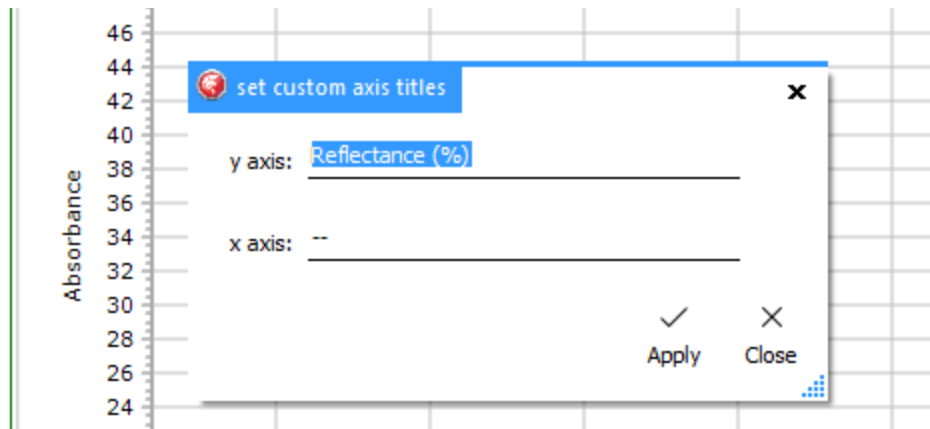 46
44
42
40
38
36
34
32
30
28
26
24
Absorbance
set custom axis titles
x
y axis: Reflectance (%)
x axis: --
Apply Close